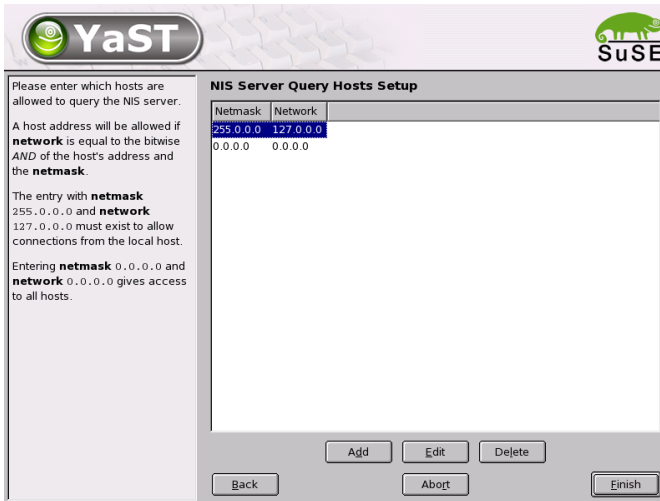 YaST
SuSE
Please enter which hosts are
allowed to query the NIS server.
A host address will be allowed if
network is equal to the bitwise
AND of the host's address and
the netmask.
The entry with netmask
255.0.0.0 and network
127.0.0.0 must exist to allow
connections from the local host.
Entering netmask 0.0.0.0 and
network 0.0.0.0 gives access
to all hosts.
NIS Server Query Hosts Setup
Netmask Network
255.0.0.0 127.0.0.0
0.0.0.0 0.0.0.0
Add Edit Delete
Back Abort Finish